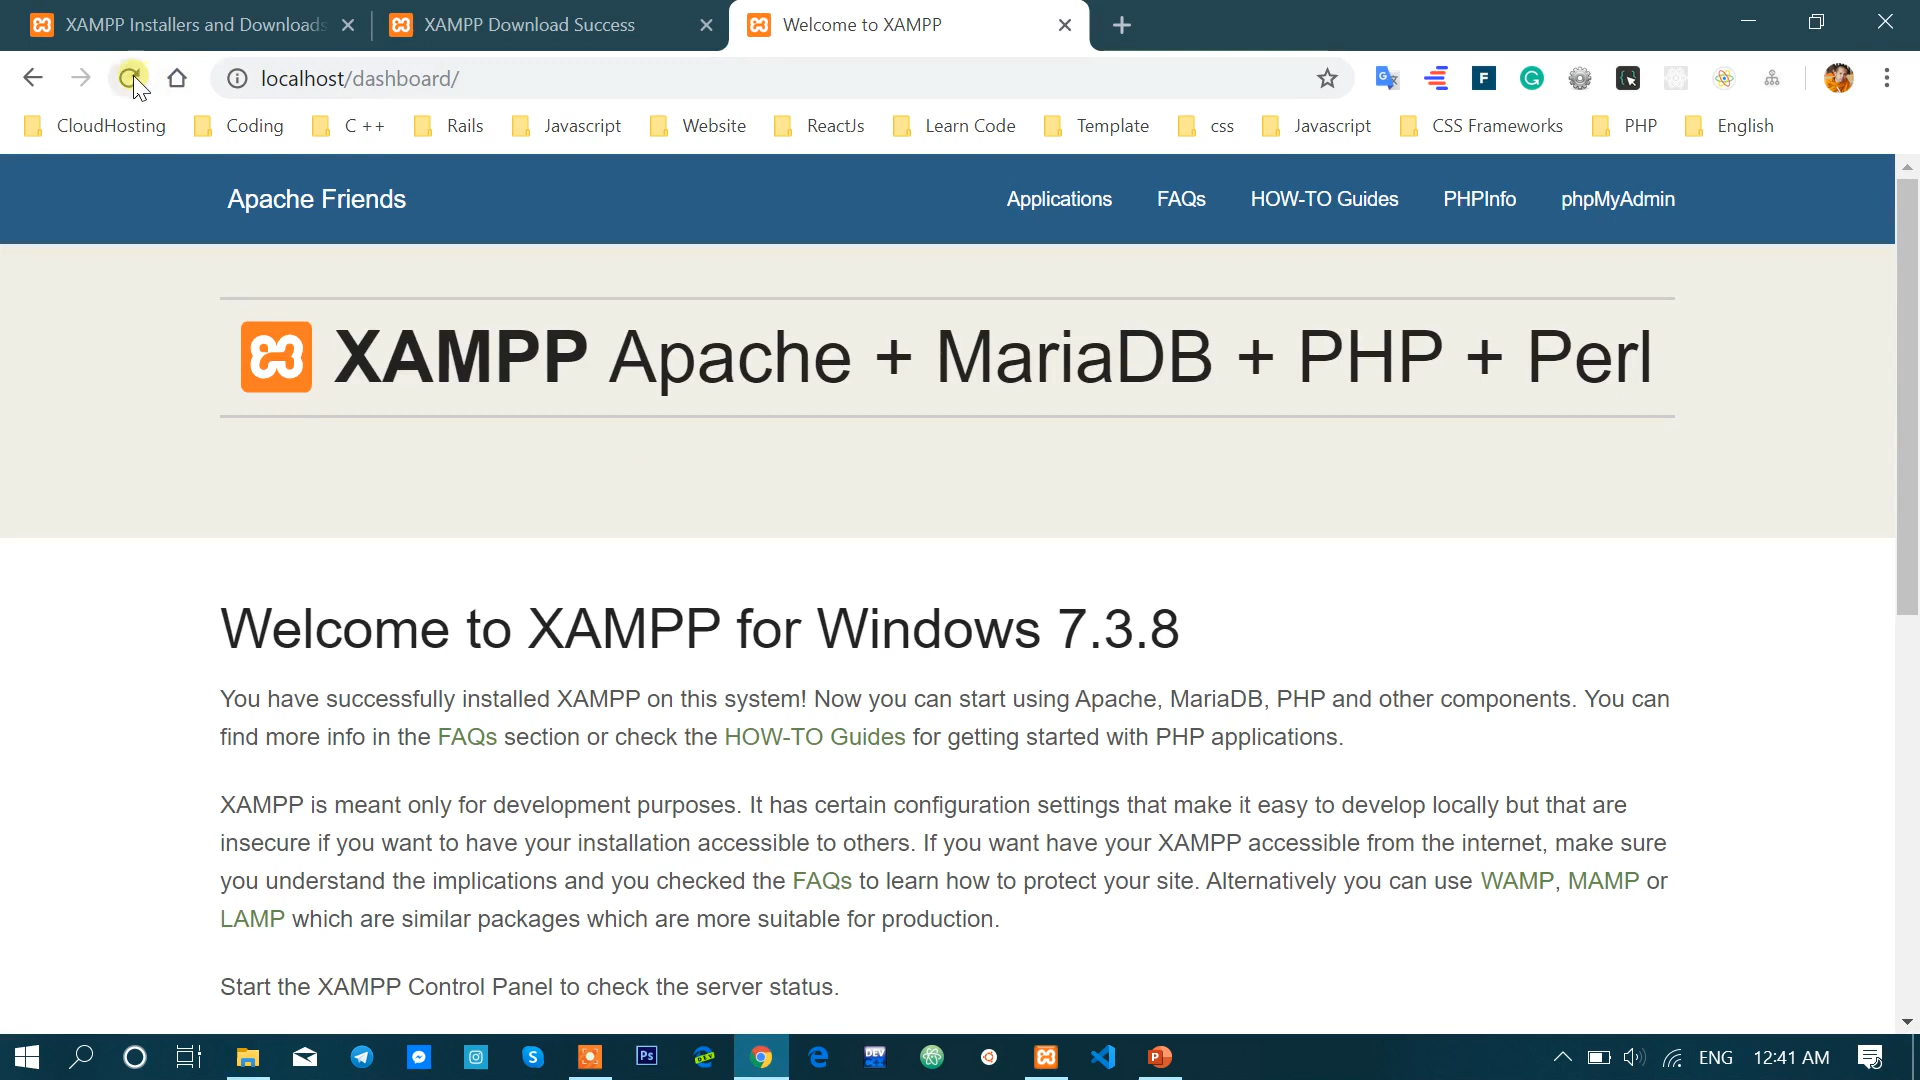 XAMPP Installers and Downloads
XAMPP Download Success
Welcome to XAMPP
localhost/dashboard/
CloudHosting
Coding
C ++
Rails
Javascript
Website
ReactJs
Learn Code
Template
css
Javascript
CSS Frameworks
PHP
English
Apache Friends
Applications
FAQs
HOW-TO Guides
PHPInfo
phpMyAdmin
XAMPP Apache + MariaDB + PHP + Perl
Welcome to XAMPP for Windows 7.3.8
You have successfully installed XAMPP on this system! Now you can start using Apache, MariaDB, PHP and other components. You can
find more info in the FAQs section or check the HOW-TO Guides for getting started with PHP applications.
XAMPP is meant only for development purposes. It has certain configuration settings that make it easy to develop locally but that are
insecure if you want to have your installation accessible to others. If you want have your XAMPP accessible from the internet, make sure
you understand the implications and you checked the FAQs to learn how to protect your site. Alternatively you can use WAMP, MAMP or
LAMP which are similar packages which are more suitable for production.
Start the XAMPP Control Panel to check the server status.
Ps
DEV
ENG
12:41 AM